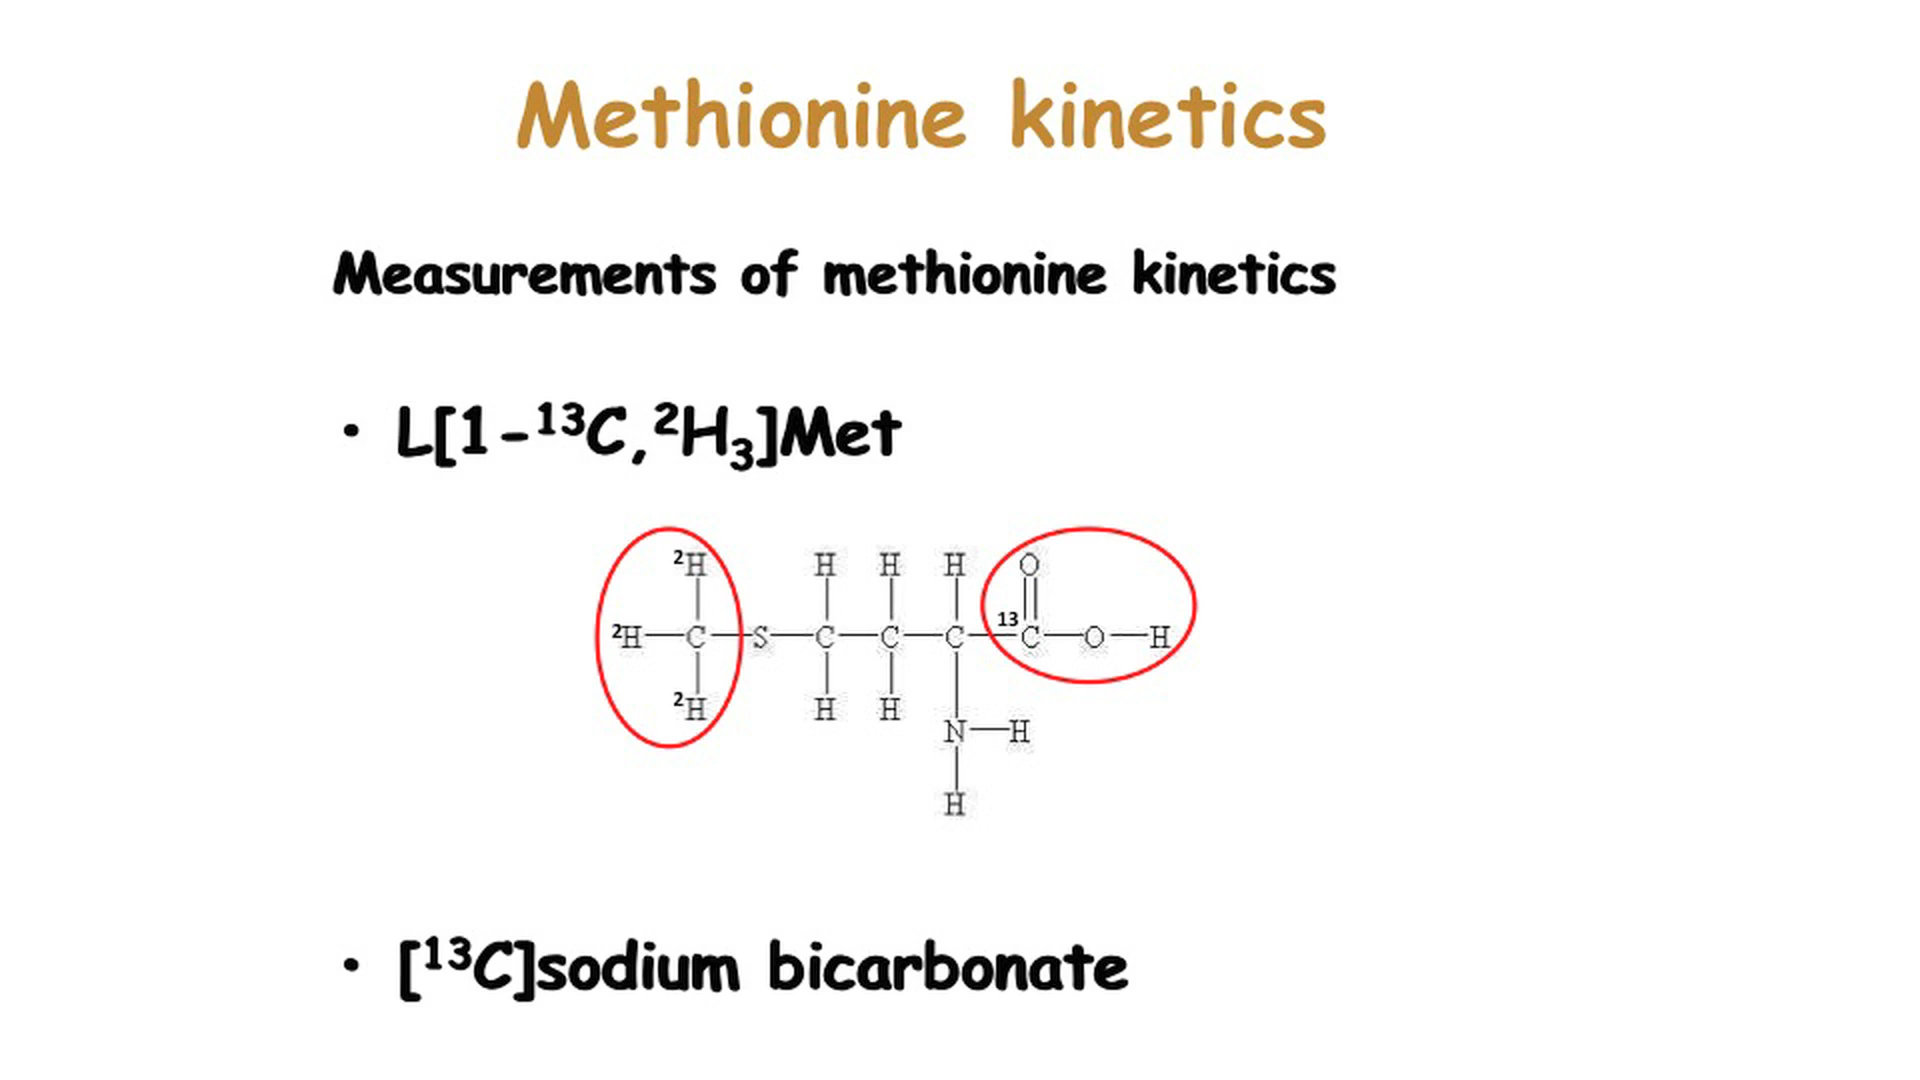 Methionine kinetics
Measurements of methionine kinetics
• L[1-¹³C,²H₃]Met
²H H H H O
²H C S C C C ¹³C O H
²H H H
N H
H
• [¹³C]sodium bicarbonate